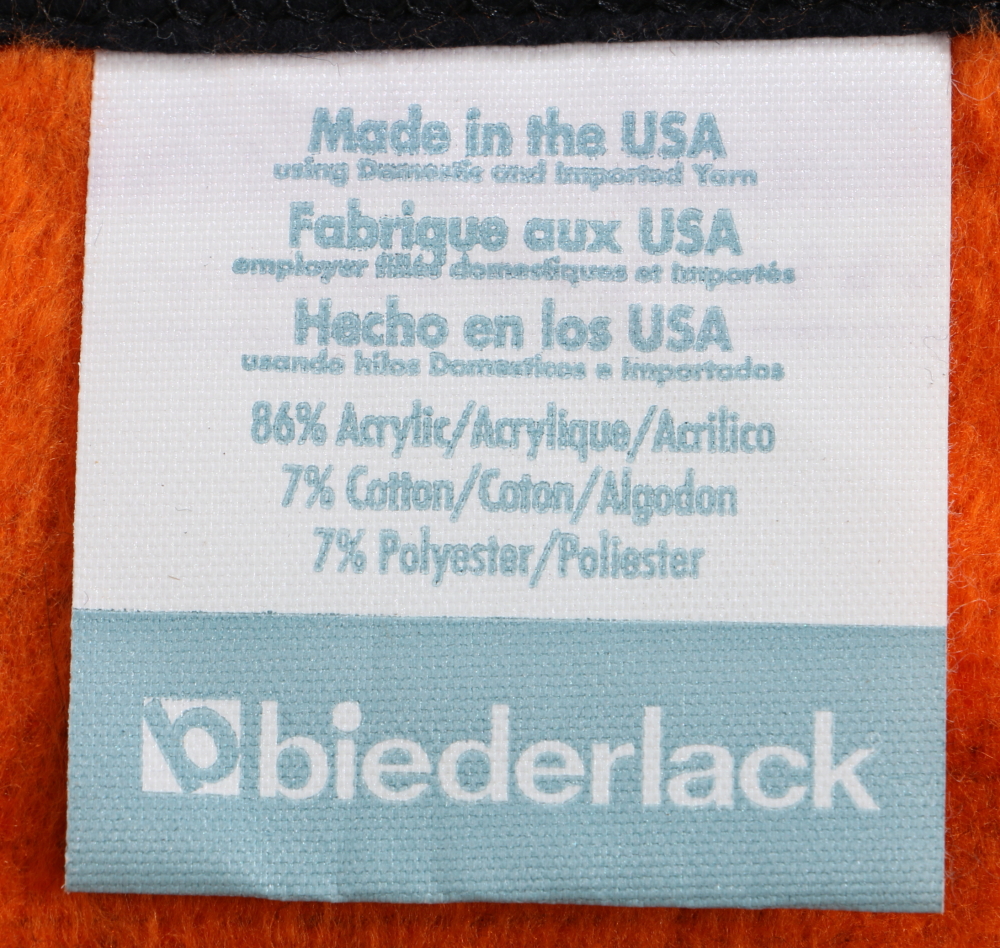 Made in the USA
using Domestic and Imported Yarn
Fabrique aux USA
employer filés domestiques et importés
Hecho en los USA
usando hilos Domesticos e Importados
86% Acrylic/Acrylique/Acrilico
7% Cotton/Coton/Algodon
7% Polyester/Poliester
biederlack